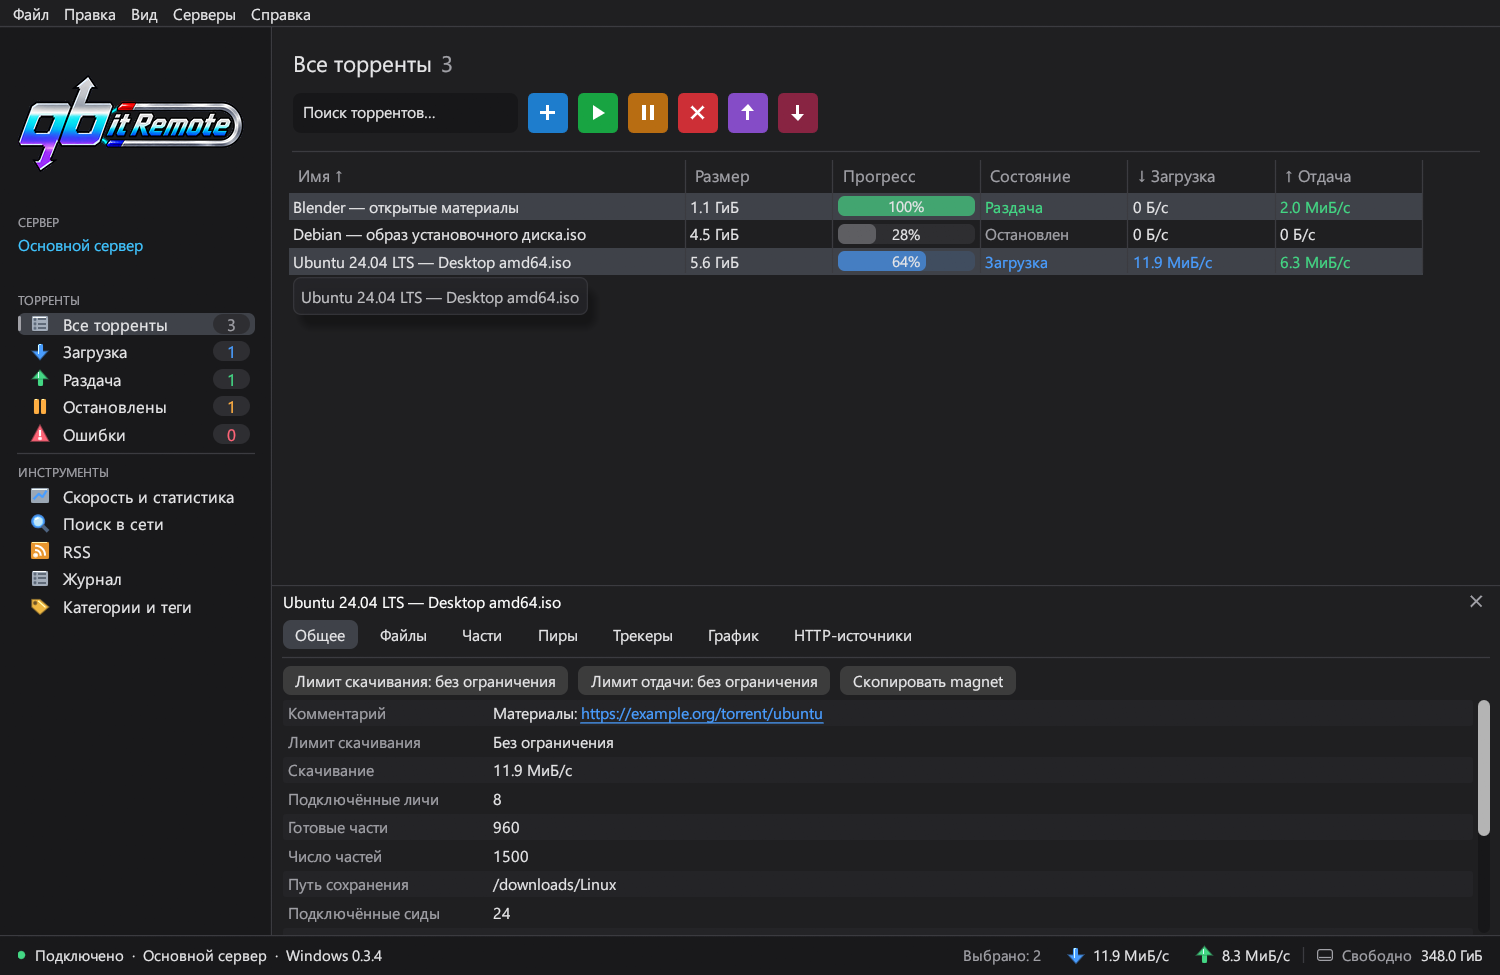 Файл Правка Вид Серверы Справка
qBit Remote
СЕРВЕР
Основной сервер
ТОРРЕНТЫ
Все торренты 3
Загрузка 1
Раздача 1
Остановлены 1
Ошибки 0
ИНСТРУМЕНТЫ
Скорость и статистика
Поиск в сети
RSS
Журнал
Категории и теги
Все торренты 3
Поиск торрентов...
Имя ↑ Размер Прогресс Состояние ↓ Загрузка ↑ Отдача
Blender — открытые материалы 1.1 ГиБ 100% Раздача 0 Б/с 2.0 МиБ/с
Debian — образ установочного диска.iso 4.5 ГиБ 28% Остановлен 0 Б/с 0 Б/с
Ubuntu 24.04 LTS — Desktop amd64.iso 5.6 ГиБ 64% Загрузка 11.9 МиБ/с 6.3 МиБ/с
Ubuntu 24.04 LTS — Desktop amd64.iso
Ubuntu 24.04 LTS — Desktop amd64.iso
Общее Файлы Части Пиры Трекеры График HTTP-источники
Лимит скачивания: без ограничения Лимит отдачи: без ограничения Скопировать magnet
Комментарий Материалы: https://example.org/torrent/ubuntu
Лимит скачивания Без ограничения
Скачивание 11.9 МиБ/с
Подключённые личи 8
Готовые части 960
Число частей 1500
Путь сохранения /downloads/Linux
Подключённые сиды 24
Подключено · Основной сервер · Windows 0.3.4 Выбрано: 2 11.9 МиБ/с 8.3 МиБ/с Свободно 348.0 ГиБ